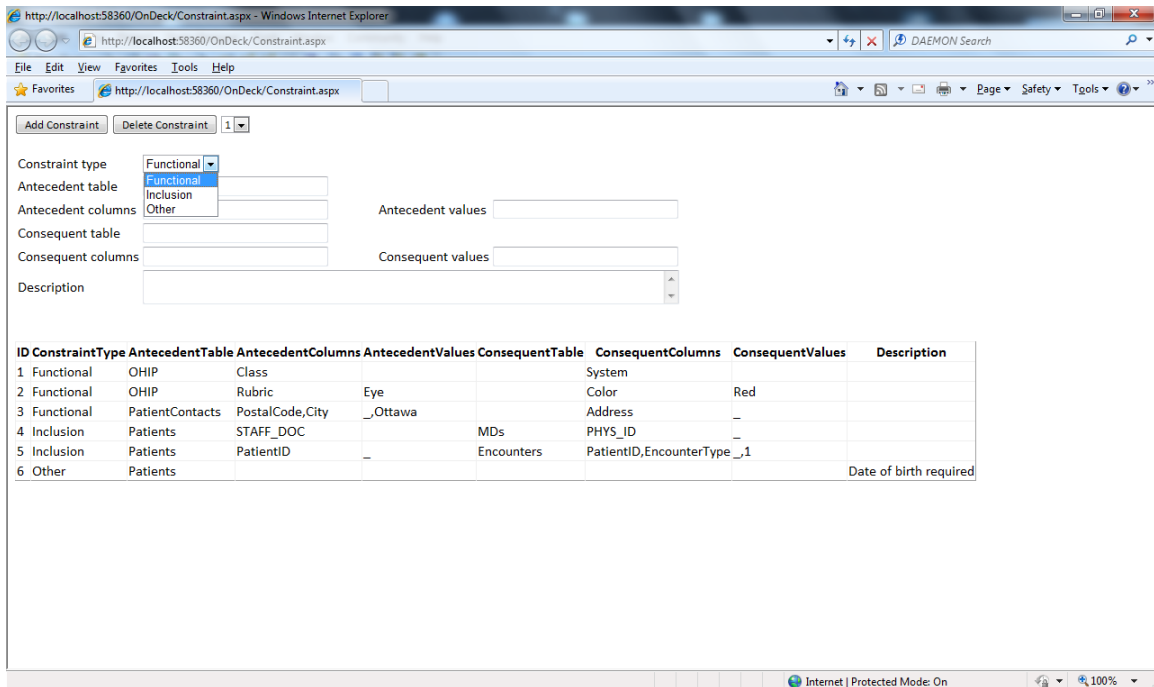 http://localhost:58360/OnDeck/Constraint.aspx - Windows Internet Explorer
http://localhost:58360/OnDeck/Constraint.aspx DAEMON Search
File Edit View Favorites Tools Help
Favorites http://localhost:58360/OnDeck/Constraint.aspx Page Safety Tools
Add Constraint Delete Constraint 1
Constraint type Functional
Functional
Antecedent table
Inclusion
Antecedent columns Other Antecedent values
Consequent table
Consequent columns Consequent values
Description
ID ConstraintType AntecedentTable AntecedentColumns AntecedentValues ConsequentTable ConsequentColumns ConsequentValues Description
1 Functional OHIP Class System
2 Functional OHIP Rubric Eye Color Red
3 Functional PatientContacts PostalCode,City _,Ottawa Address _
4 Inclusion Patients STAFF_DOC MDs PHYS_ID _
5 Inclusion Patients PatientID _ Encounters PatientID,EncounterType _,1
6 Other Patients Date of birth required
Internet | Protected Mode: On 100%